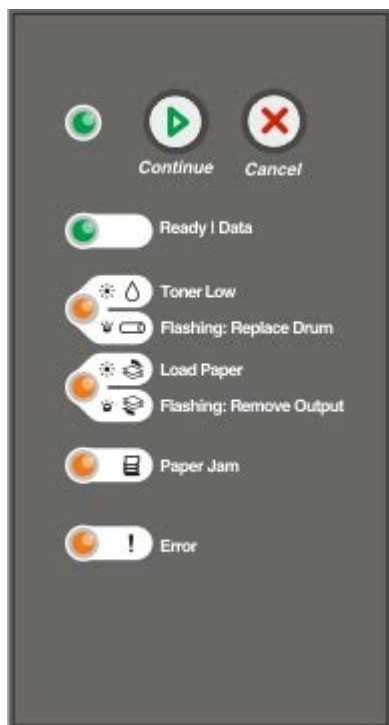 Continue Cancel
Ready | Data
Toner Low
Flashing: Replace Drum
Load Paper
Flashing: Remove Output
Paper Jam
! Error